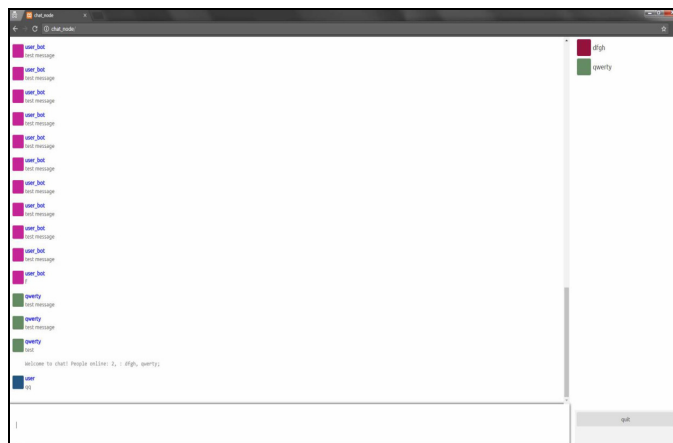 chat_node
chat_node/
user_bot
test message
user_bot
test message
user_bot
test message
user_bot
test message
user_bot
test message
user_bot
test message
user_bot
test message
user_bot
test message
user_bot
test message
user_bot
test message
user_bot
f
qwerty
test message
qwerty
test message
qwerty
test
Welcome to chat! People online: 2, : dfgh, qwerty;
user
qq
dfgh
qwerty
quit